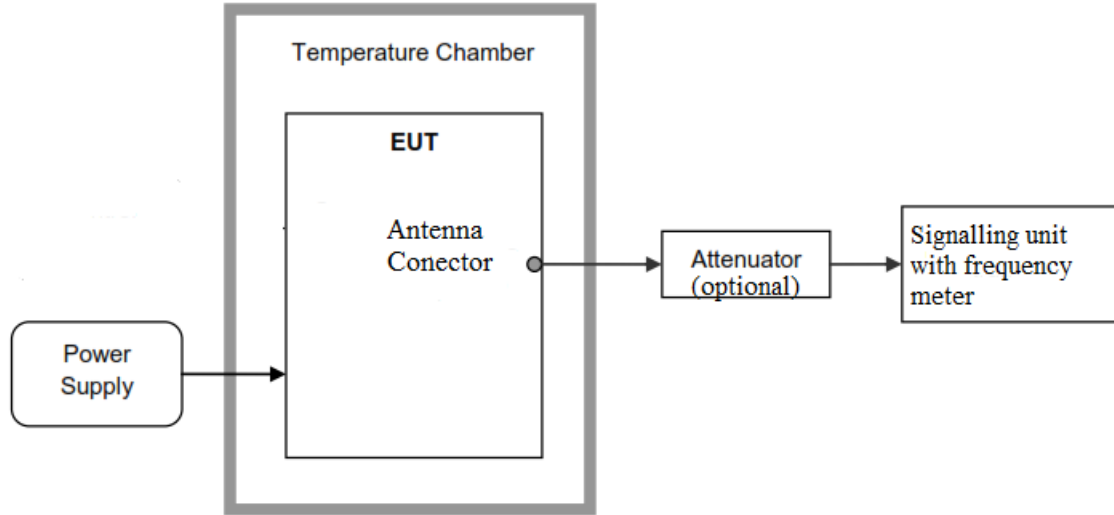 Temperature Chamber
EUT
Antenna
Conector
Attenuator
(optional)
Signalling unit
with frequency
meter
Power
Supply